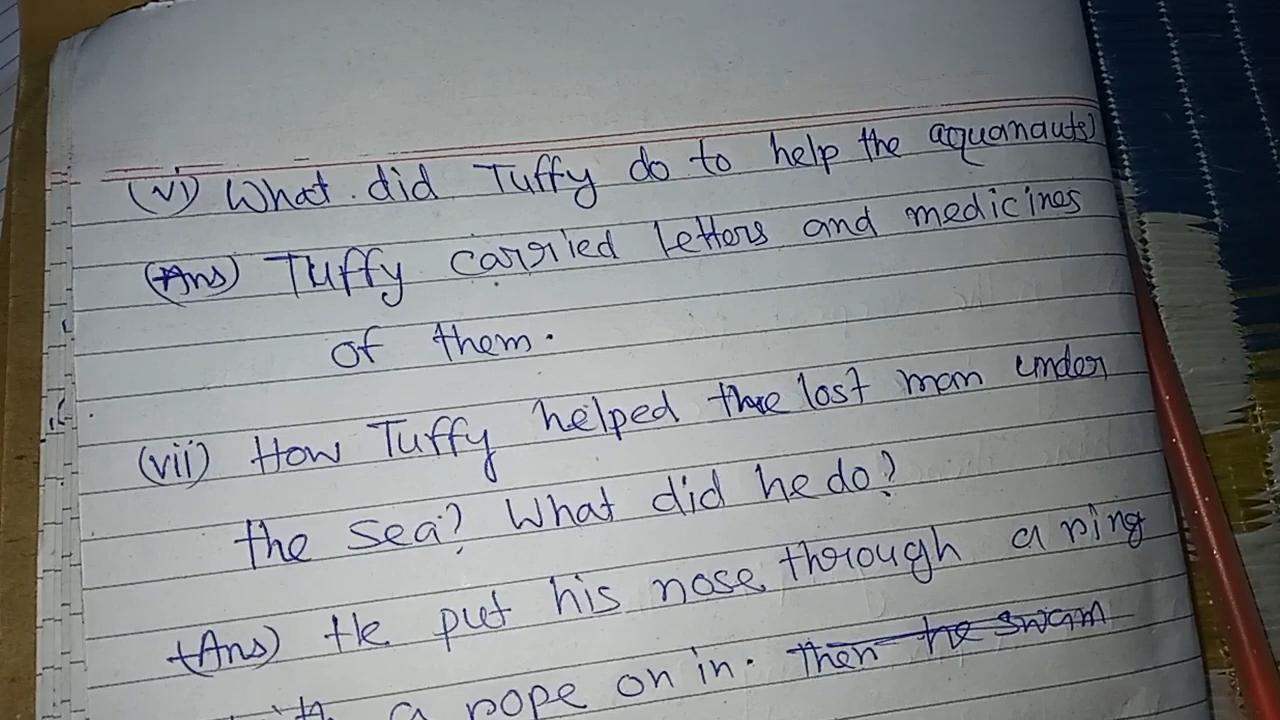 (vi) What did Tuffy do to help the aquanauts)
(Ans) Tuffy carried letters and medicines
of them.
(vii) How Tuffy helped the lost man under
the sea? What did he do?
(Ans) He put his nose through a ring
a rope on in. Then he swam